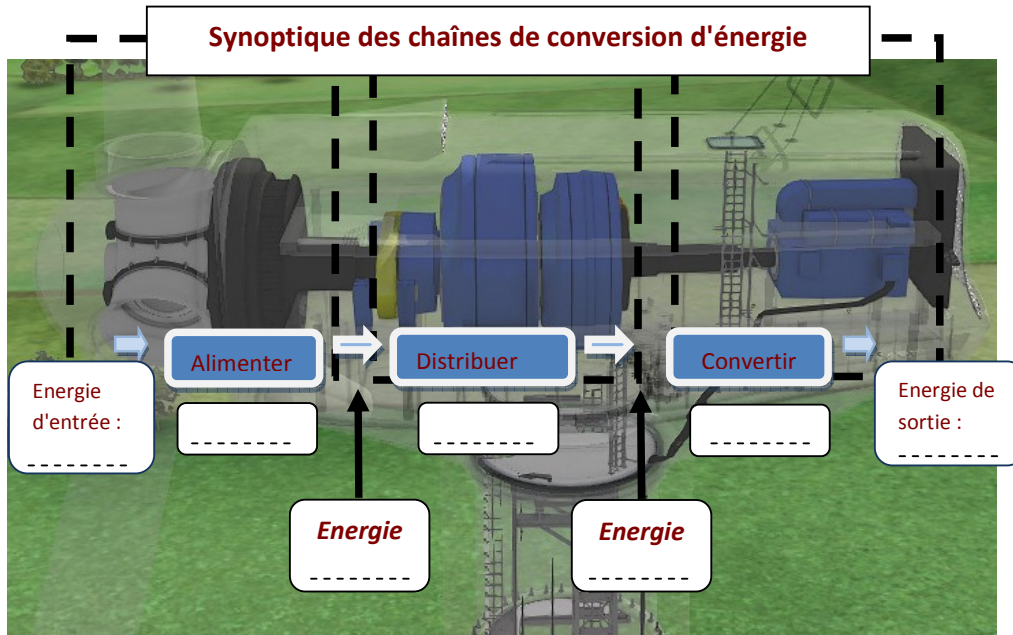 Synoptique des chaînes de conversion d'énergie
Alimenter
Distribuer
Convertir
Energie
d'entrée :
_ _ _ _ _ _ _ _
_ _ _ _ _ _ _ _
_ _ _ _ _ _ _ _
_ _ _ _ _ _ _ _
Energie de
sortie :
_ _ _ _ _ _ _ _
Energie
_ _ _ _ _ _ _ _
Energie
_ _ _ _ _ _ _ _